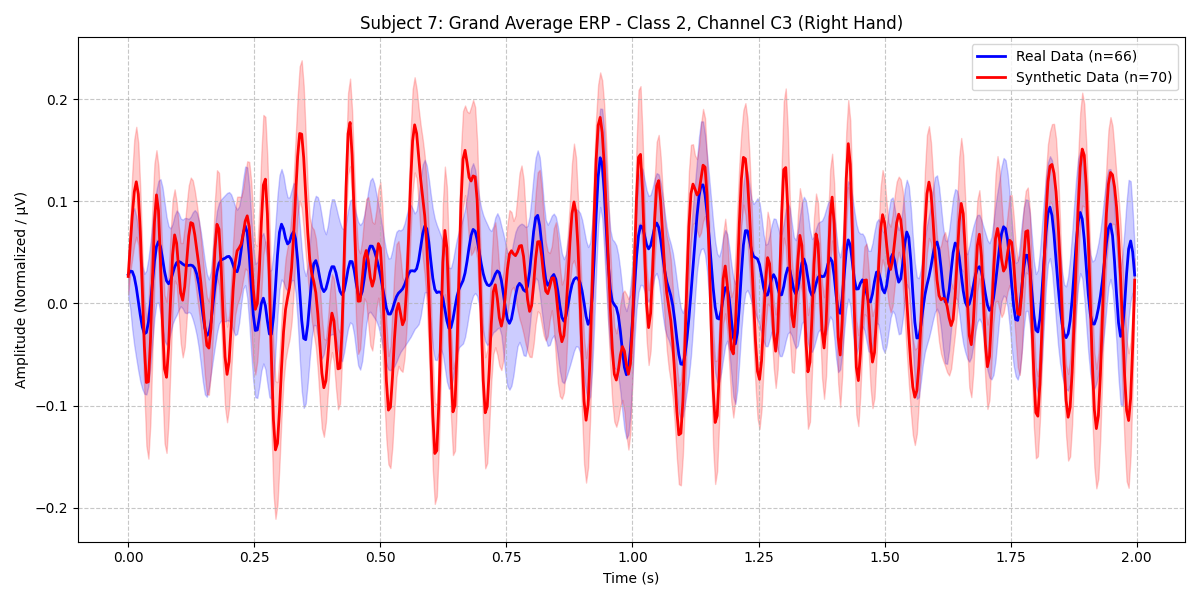 Subject 7: Grand Average ERP - Class 2, Channel C3 (Right Hand)
Real Data (n=66)
Synthetic Data (n=70)
Amplitude (Normalized / µV)
0.2
0.1
0.0
−0.1
−0.2
0.00 0.25 0.50 0.75 1.00 1.25 1.50 1.75 2.00
Time (s)